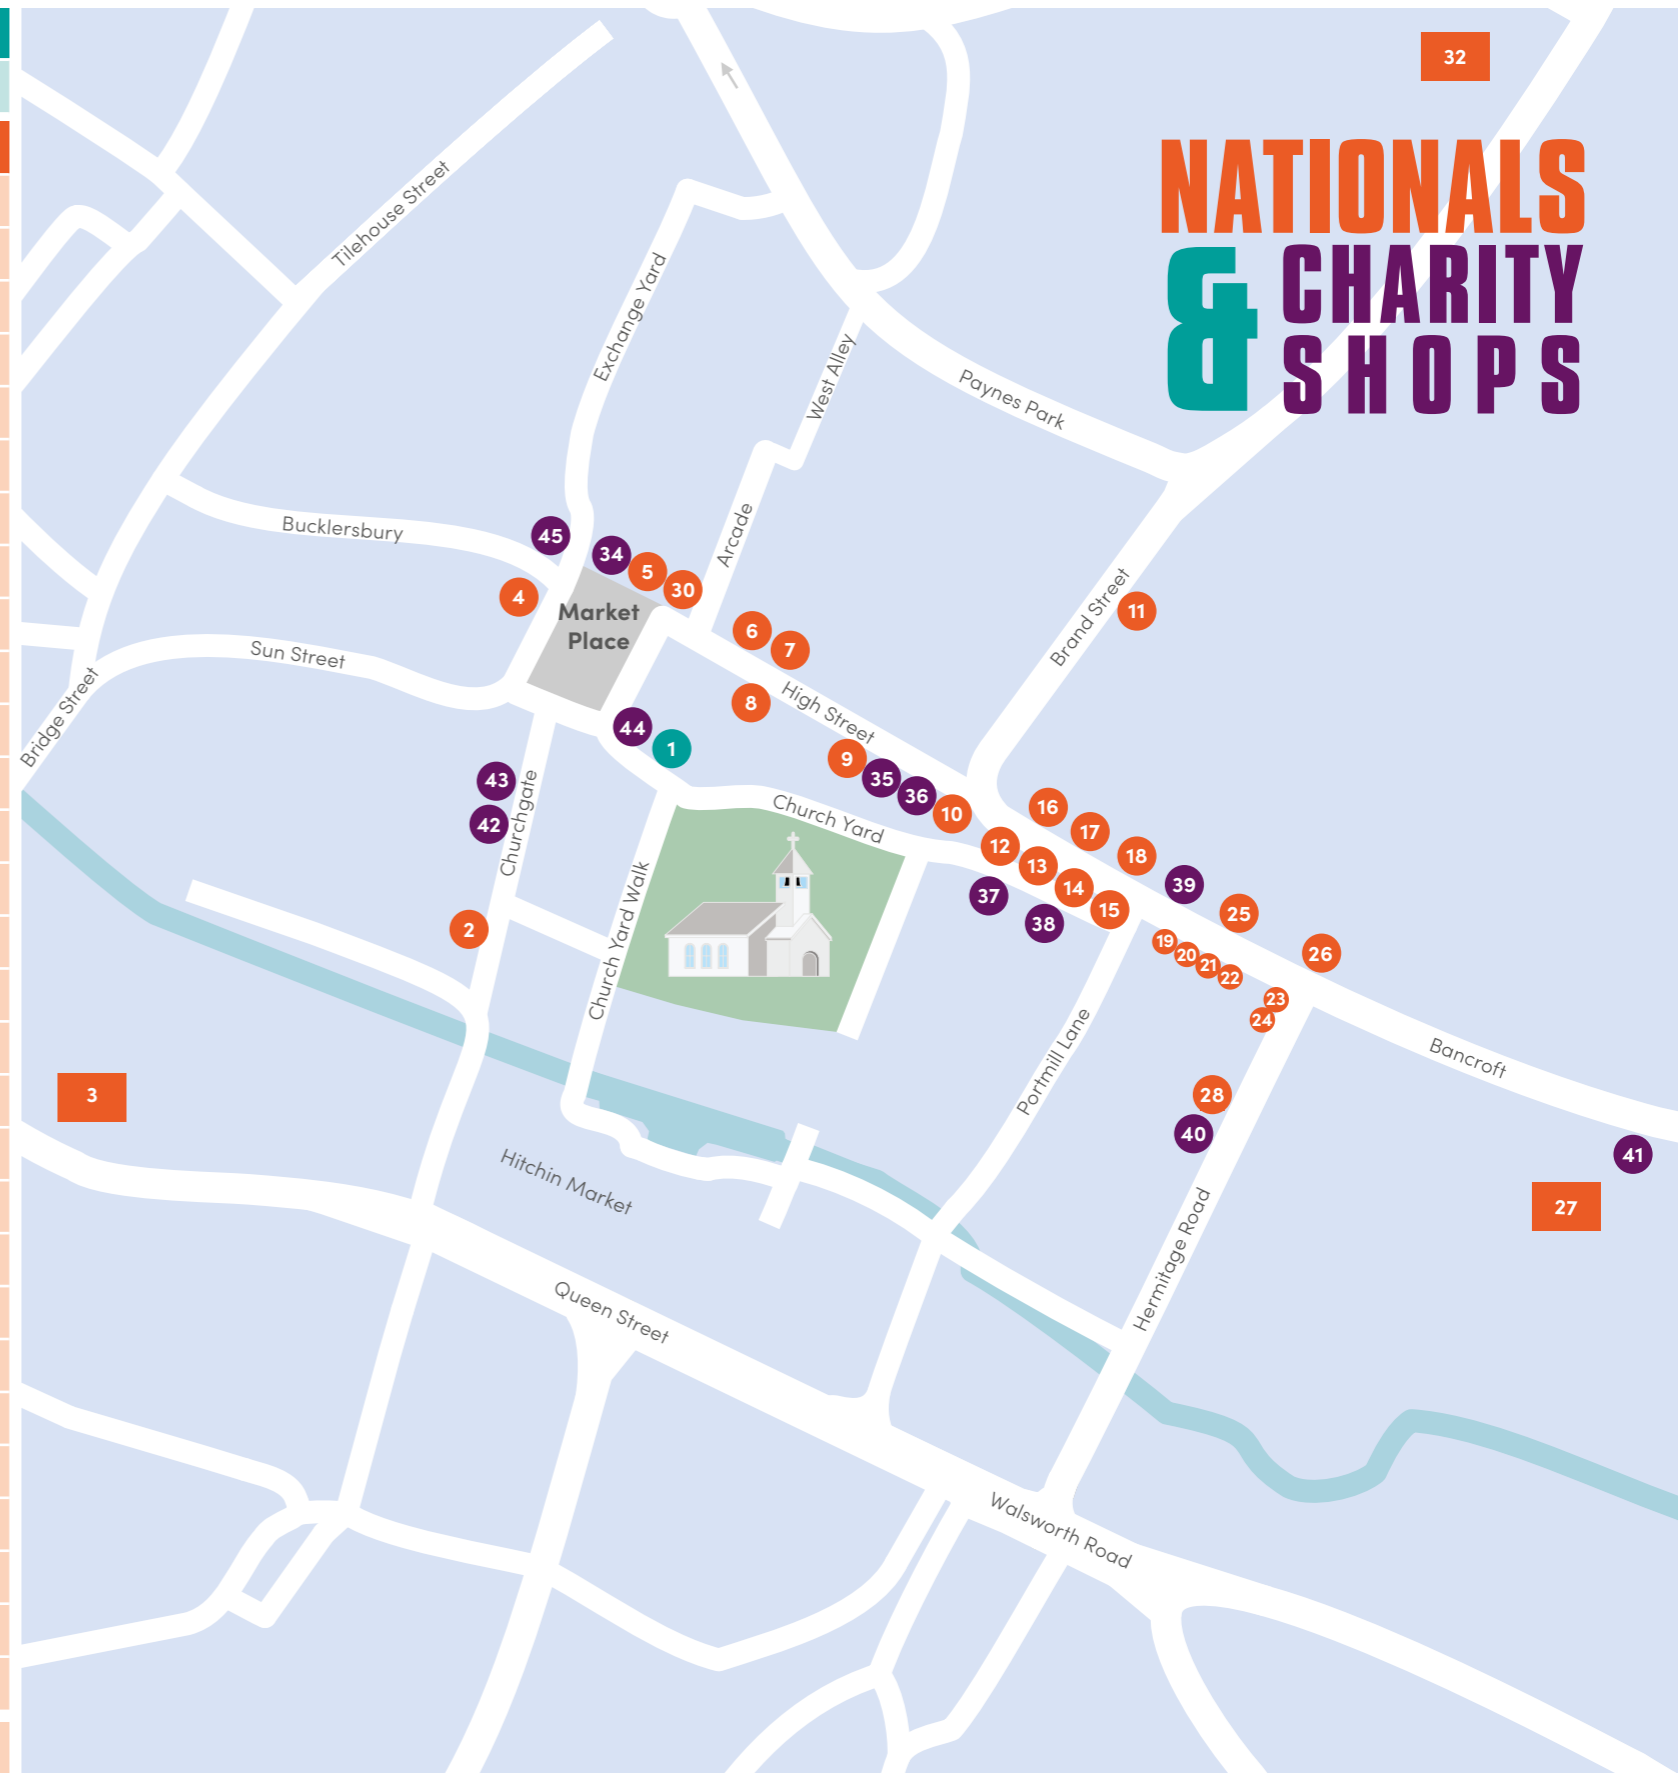 32
NATIONALS
& CHARITY
SHOPS
Tilehouse Street
Exchange Yard
West Alley
Paynes Park
Arcade
Bucklersbury
45
34
5
30
4
Market
Place
6
7
8
11
Brand Street
Sun Street
Bridge Street
High Street
44
1
43
42
Churchgate
9
35
36
10
Church Yard
16
17
18
12
13
14
15
37
38
39
25
26
2
Church Yard Walk
19
20
21
22
23
24
Portmill Lane
Bancroft
3
28
40
41
27
Hitchin Market
Hermitage Road
Queen Street
Walsworth Road